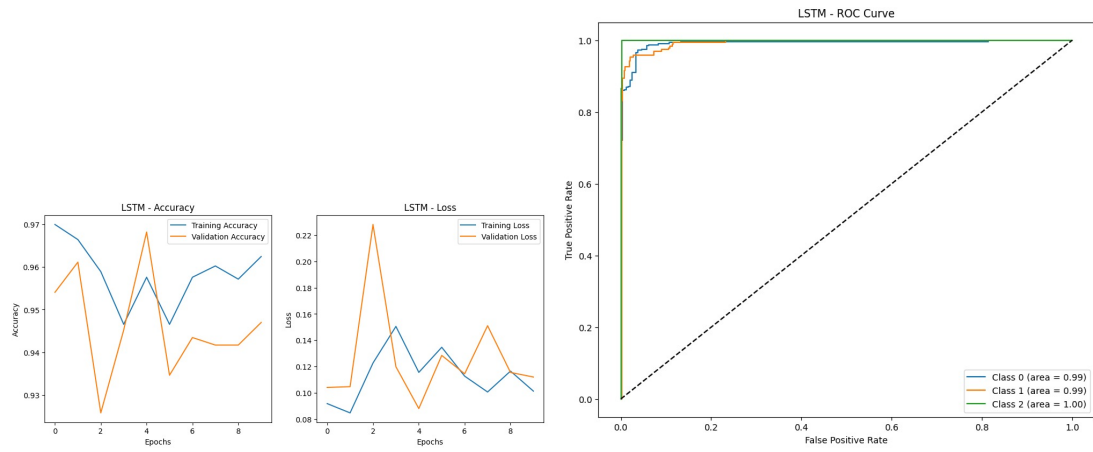 LSTM - Accuracy
Training Accuracy
Validation Accuracy
0.97
0.96
0.95
0.94
0.93
Accuracy
0 2 4 6 8
Epochs
LSTM - Loss
Training Loss
Validation Loss
0.22
0.20
0.18
0.16
0.14
0.12
0.10
0.08
Loss
0 2 4 6 8
Epochs
LSTM - ROC Curve
1.0
0.8
0.6
0.4
0.2
0.0
True Positive Rate
Class 0 (area = 0.99)
Class 1 (area = 0.99)
Class 2 (area = 1.00)
0.0 0.2 0.4 0.6 0.8 1.0
False Positive Rate